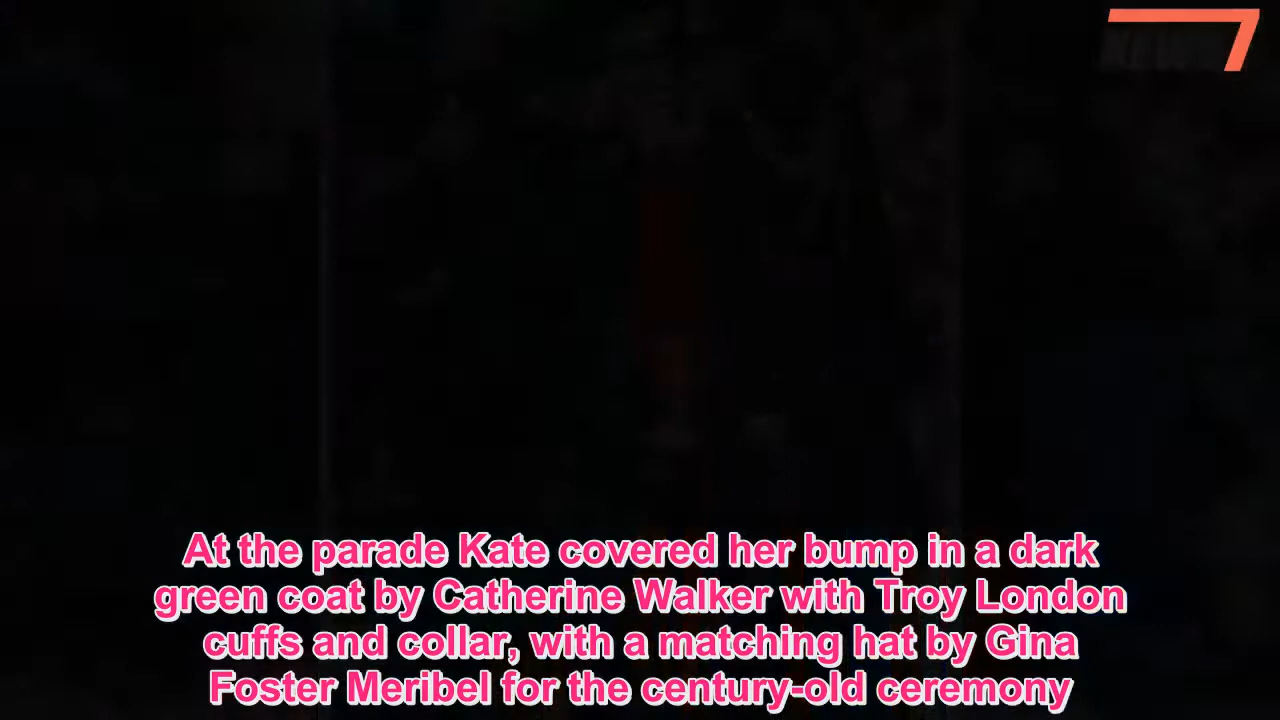 At the parade Kate covered her bump in a dark
green coat by Catherine Walker with Troy London
cuffs and collar, with a matching hat by Gina
Foster Meribel for the century-old ceremony